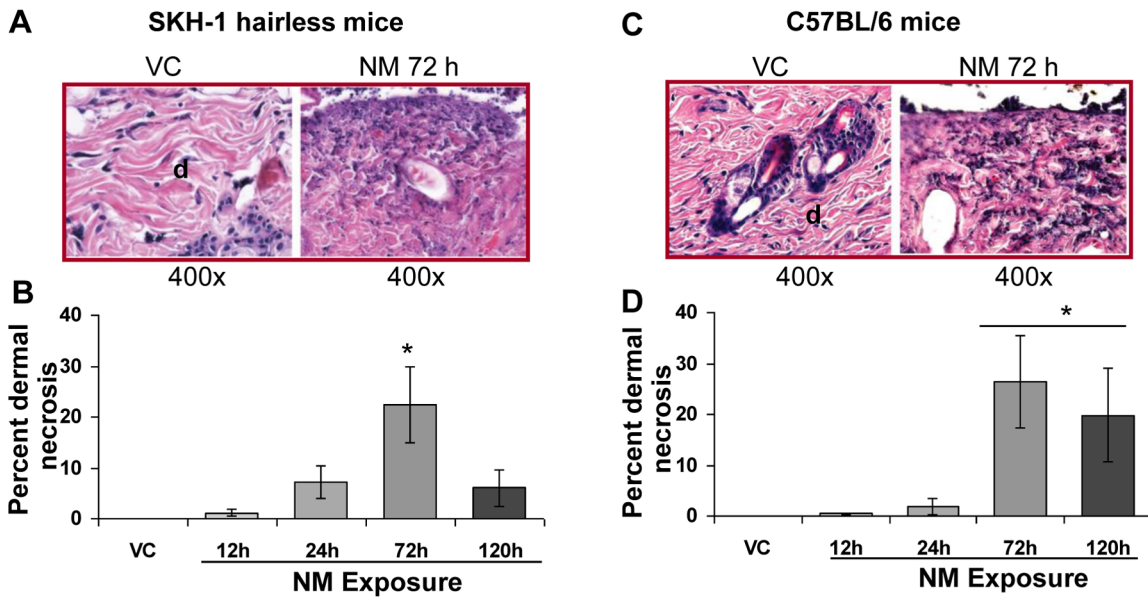 A
SKH-1 hairless mice
VC
NM 72 h
d
400x
400x
B
Percent dermal
necrosis
40
30
20
10
0
*
VC
12h
24h
72h
120h
NM Exposure
C
C57BL/6 mice
VC
NM 72 h
d
400x
400x
D
Percent dermal
necrosis
40
30
20
10
0
*
VC
12h
24h
72h
120h
NM Exposure